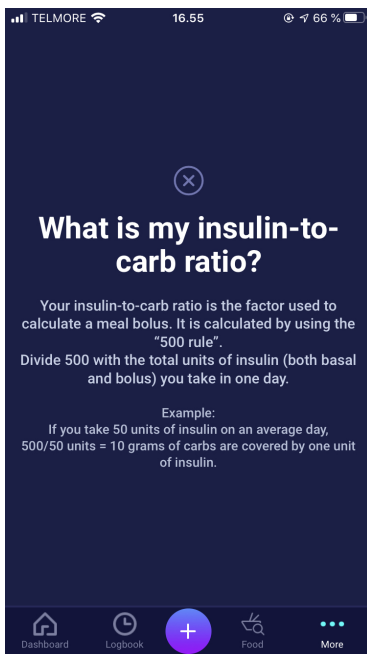 TELMORE 16.55 66 %
What is my insulin-to-
carb ratio?
Your insulin-to-carb ratio is the factor used to
calculate a meal bolus. It is calculated by using the
“500 rule”.
Divide 500 with the total units of insulin (both basal
and bolus) you take in one day.
Example:
If you take 50 units of insulin on an average day,
500/50 units = 10 grams of carbs are covered by one unit
of insulin.
Dashboard Logbook Food More